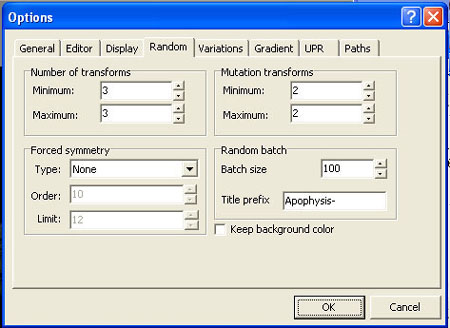 Options
General Editor Display Random Variations Gradient UPR Paths
Number of transforms
Minimum: 3
Maximum: 3
Mutation transforms
Minimum: 2
Maximum: 2
Forced symmetry
Type: None
Order: 10
Limit: 12
Random batch
Batch size 100
Title prefix Apophysis-
Keep background color
OK Cancel